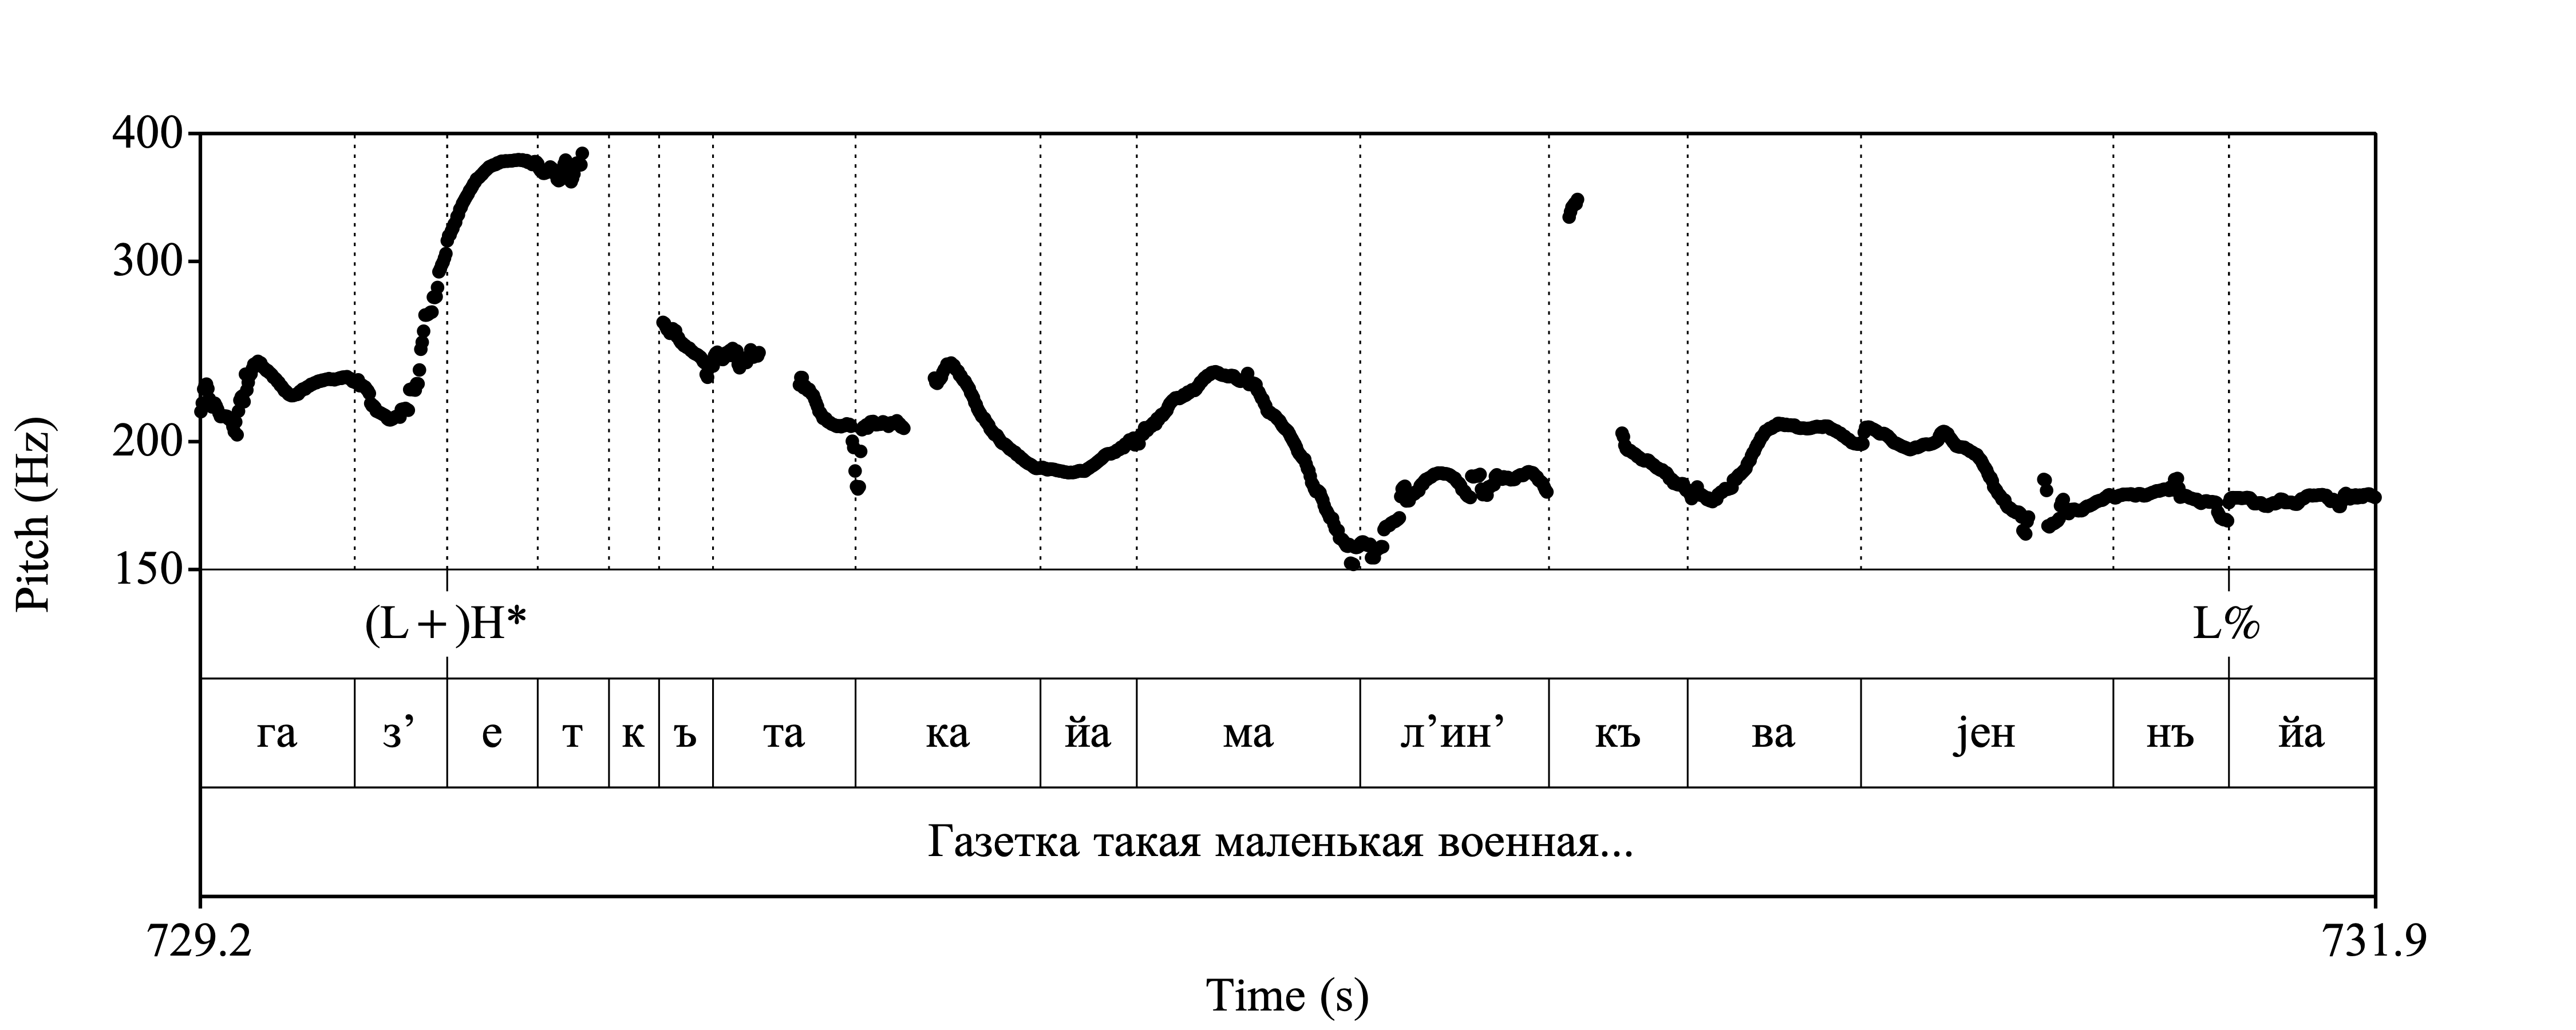 400
300
200
150
Pitch (Hz)
(L+)H* L%
га з’ е т к ъ та ка йа ма л’ин’ къ ва јен нъ йа
Газетка такая маленькая военная...
729.2 731.9
Time (s)